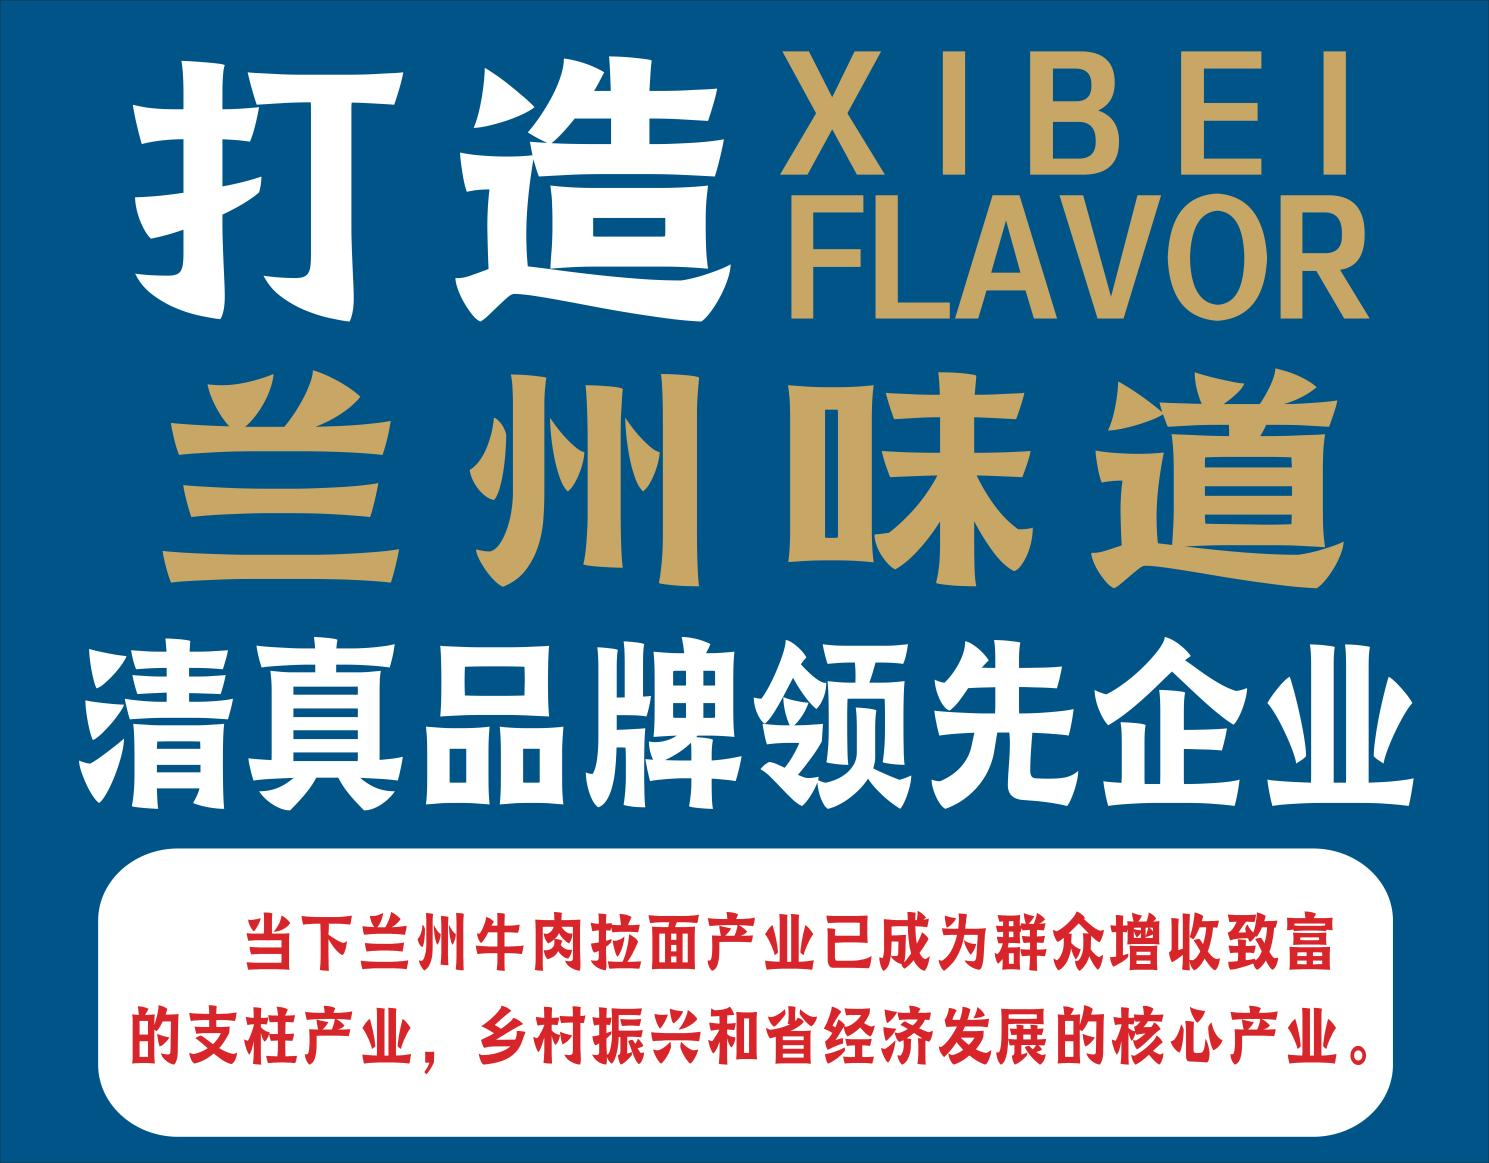 打造
XIBEI
FLAVOR
兰州味道
清真品牌领先企业
当下兰州牛肉拉面产业已成为群众增收致富
的支柱产业，乡村振兴和省经济发展的核心产业。